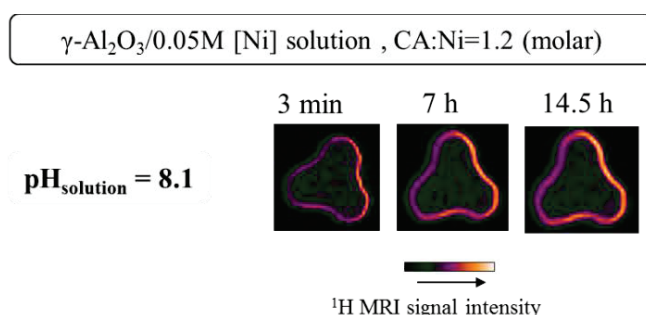 γ-Al₂O₃/0.05M [Ni] solution , CA:Ni=1.2 (molar)
3 min 7 h 14.5 h
pHsolution = 8.1
¹H MRI signal intensity